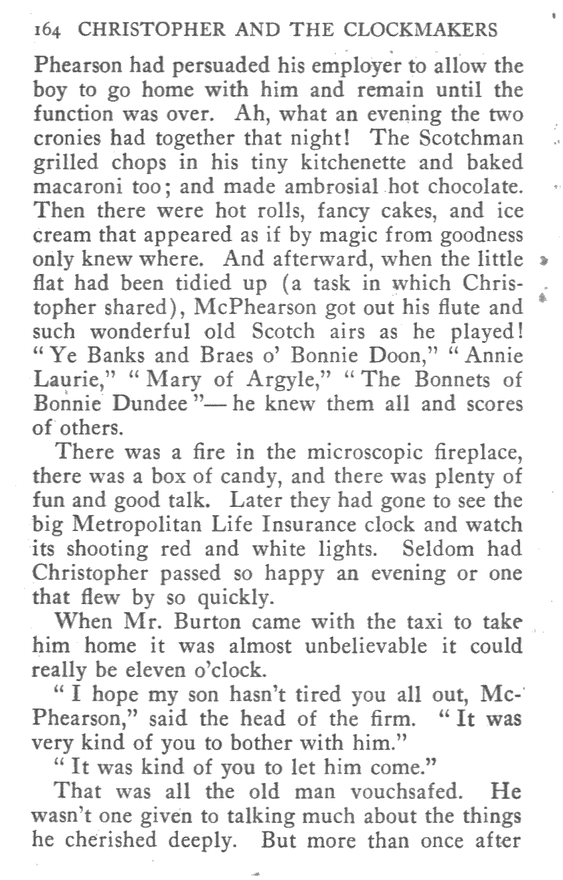 164 CHRISTOPHER AND THE CLOCKMAKERS
Phearson had persuaded his employer to allow the
boy to go home with him and remain until the
function was over. Ah, what an evening the two
cronies had together that night! The Scotchman
grilled chops in his tiny kitchenette and baked
macaroni too; and made ambrosial hot chocolate.
Then there were hot rolls, fancy cakes, and ice
cream that appeared as if by magic from goodness
only knew where. And afterward, when the little
flat had been tidied up (a task in which Chris-
topher shared), McPhearson got out his flute and
such wonderful old Scotch airs as he played!
“Ye Banks and Braes o’ Bonnie Doon,” “Annie
Laurie,” “Mary of Argyle,” “The Bonnets of
Bonnie Dundee”—he knew them all and scores
of others.
There was a fire in the microscopic fireplace,
there was a box of candy, and there was plenty of
fun and good talk. Later they had gone to see the
big Metropolitan Life Insurance clock and watch
its shooting red and white lights. Seldom had
Christopher passed so happy an evening or one
that flew by so quickly.
When Mr. Burton came with the taxi to take
him home it was almost unbelievable it could
really be eleven o’clock.
“I hope my son hasn’t tired you all out, Mc-
Phearson,” said the head of the firm. “It was
very kind of you to bother with him.”
“It was kind of you to let him come.”
That was all the old man vouchsafed. He
wasn’t one given to talking much about the things
he cherished deeply. But more than once after